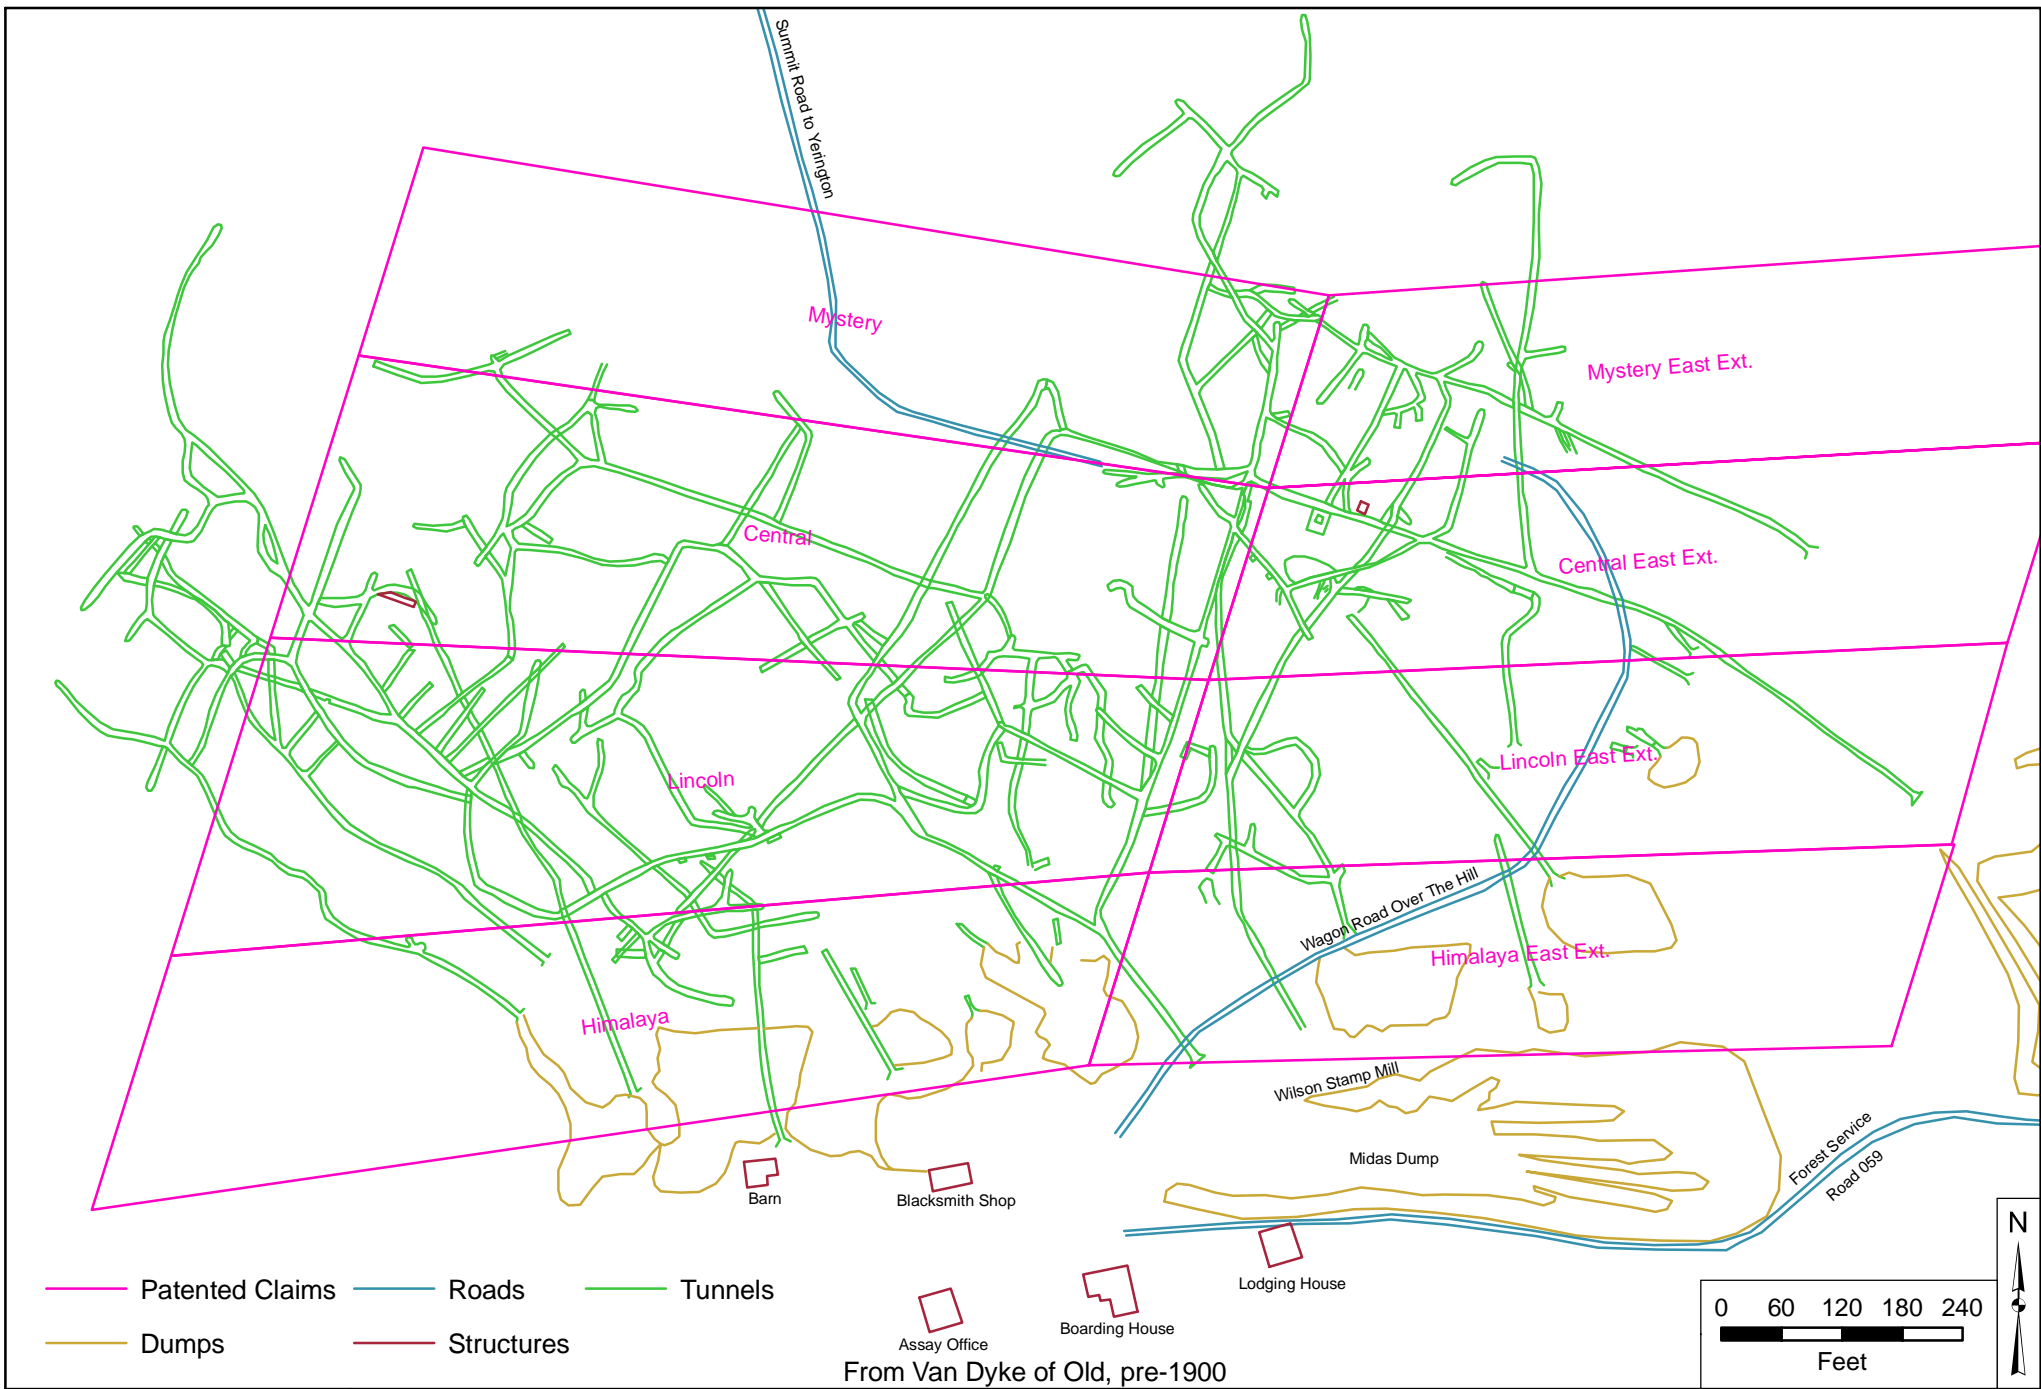 Summit Road to Yerington
Mystery
Mystery East Ext.
Central
Central East Ext.
Lincoln
Lincoln East Ext.
Wagon Road Over The Hill
Himalaya East Ext.
Himalaya
Wilson Stamp Mill
Midas Dump
Forest Service
Road 059
Barn
Blacksmith Shop
Lodging House
Boarding House
Assay Office
Patented Claims
Roads
Tunnels
Dumps
Structures
From Van Dyke of Old, pre-1900
N
0 60 120 180 240
Feet